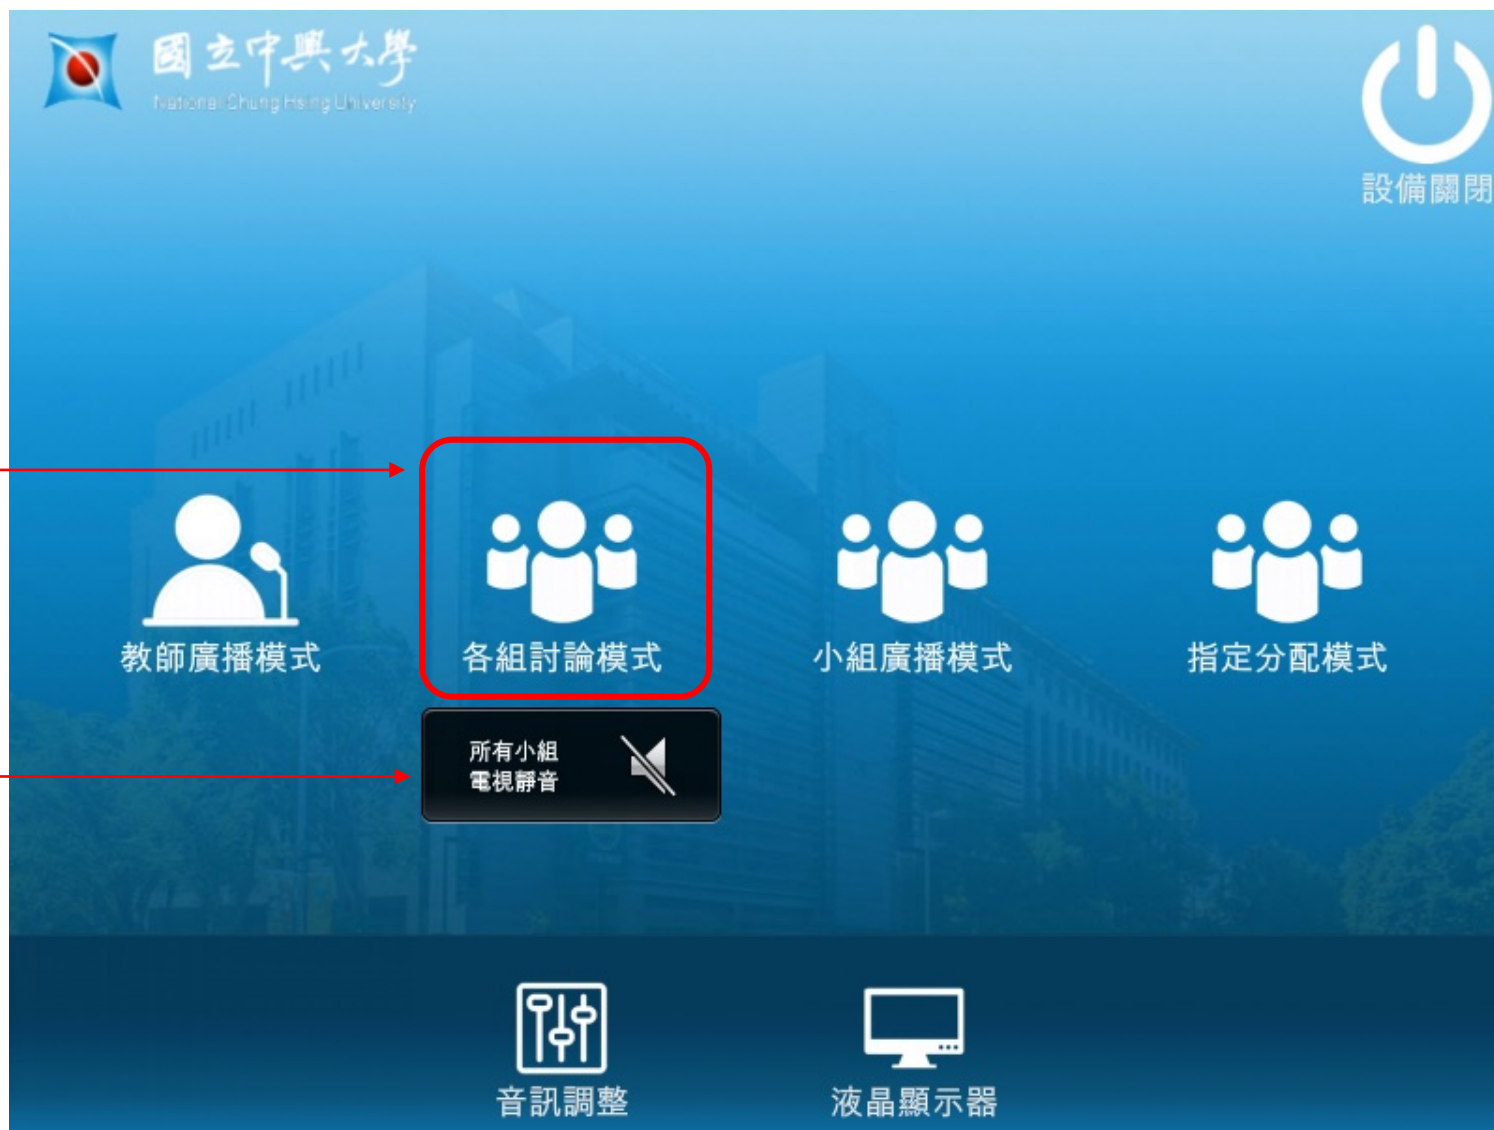 國立中興大學
National Chung Hsing University
設備關閉
教師廣播模式
各組討論模式
小組廣播模式
指定分配模式
所有小組
電視靜音
音訊調整
液晶顯示器